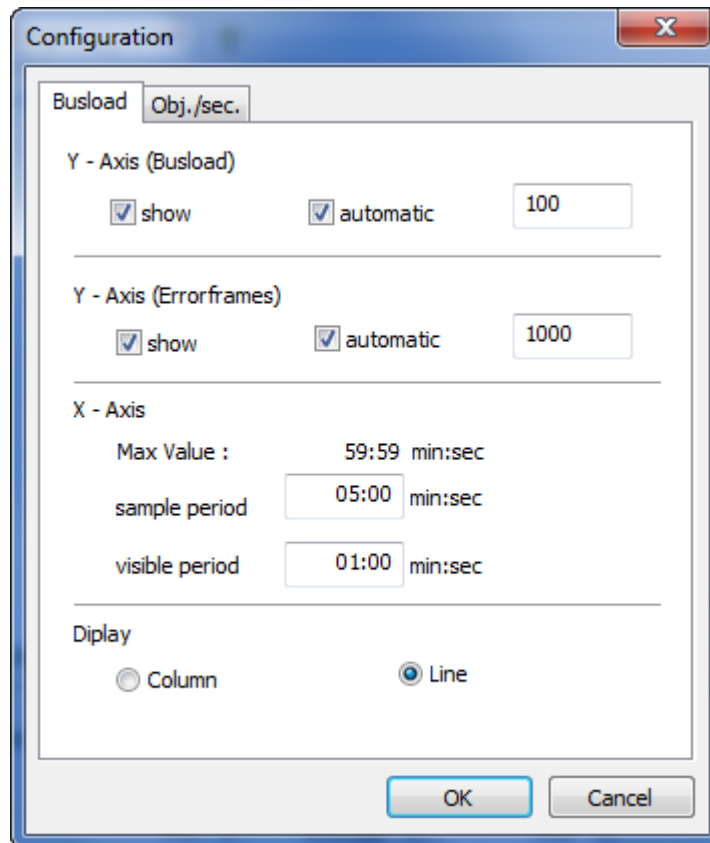 Configuration
Busload Obj./sec.
Y - Axis (Busload)
show automatic 100
Y - Axis (Errorframes)
show automatic 1000
X - Axis
Max Value : 59:59 min:sec
sample period 05:00 min:sec
visible period 01:00 min:sec
Diplay
Column Line
OK Cancel